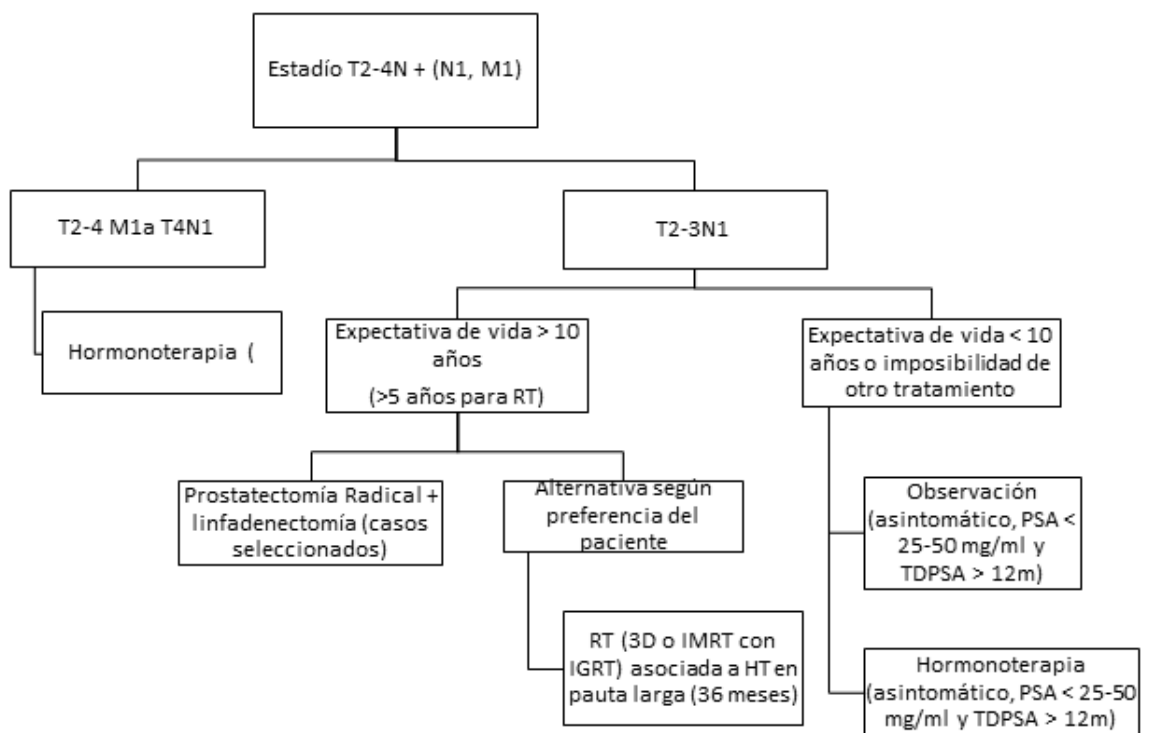 Estadío T2-4N + (N1, M1)
T2-4 M1a T4N1
T2-3N1
Hormonoterapia (
Expectativa de vida > 10
años
(>5 años para RT)
Expectativa de vida < 10
años o imposibilidad de
otro tratamiento
Prostatectomía Radical +
linfadenectomía (casos
seleccionados)
Alternativa según
preferencia del
paciente
Observación
(asintomático, PSA <
25-50 mg/ml y
TDPSA > 12m)
RT (3D o IMRT con
IGRT) asociada a HT en
pauta larga (36 meses)
Hormonoterapia
(asintomático, PSA < 25-50
mg/ml y TDPSA > 12m)